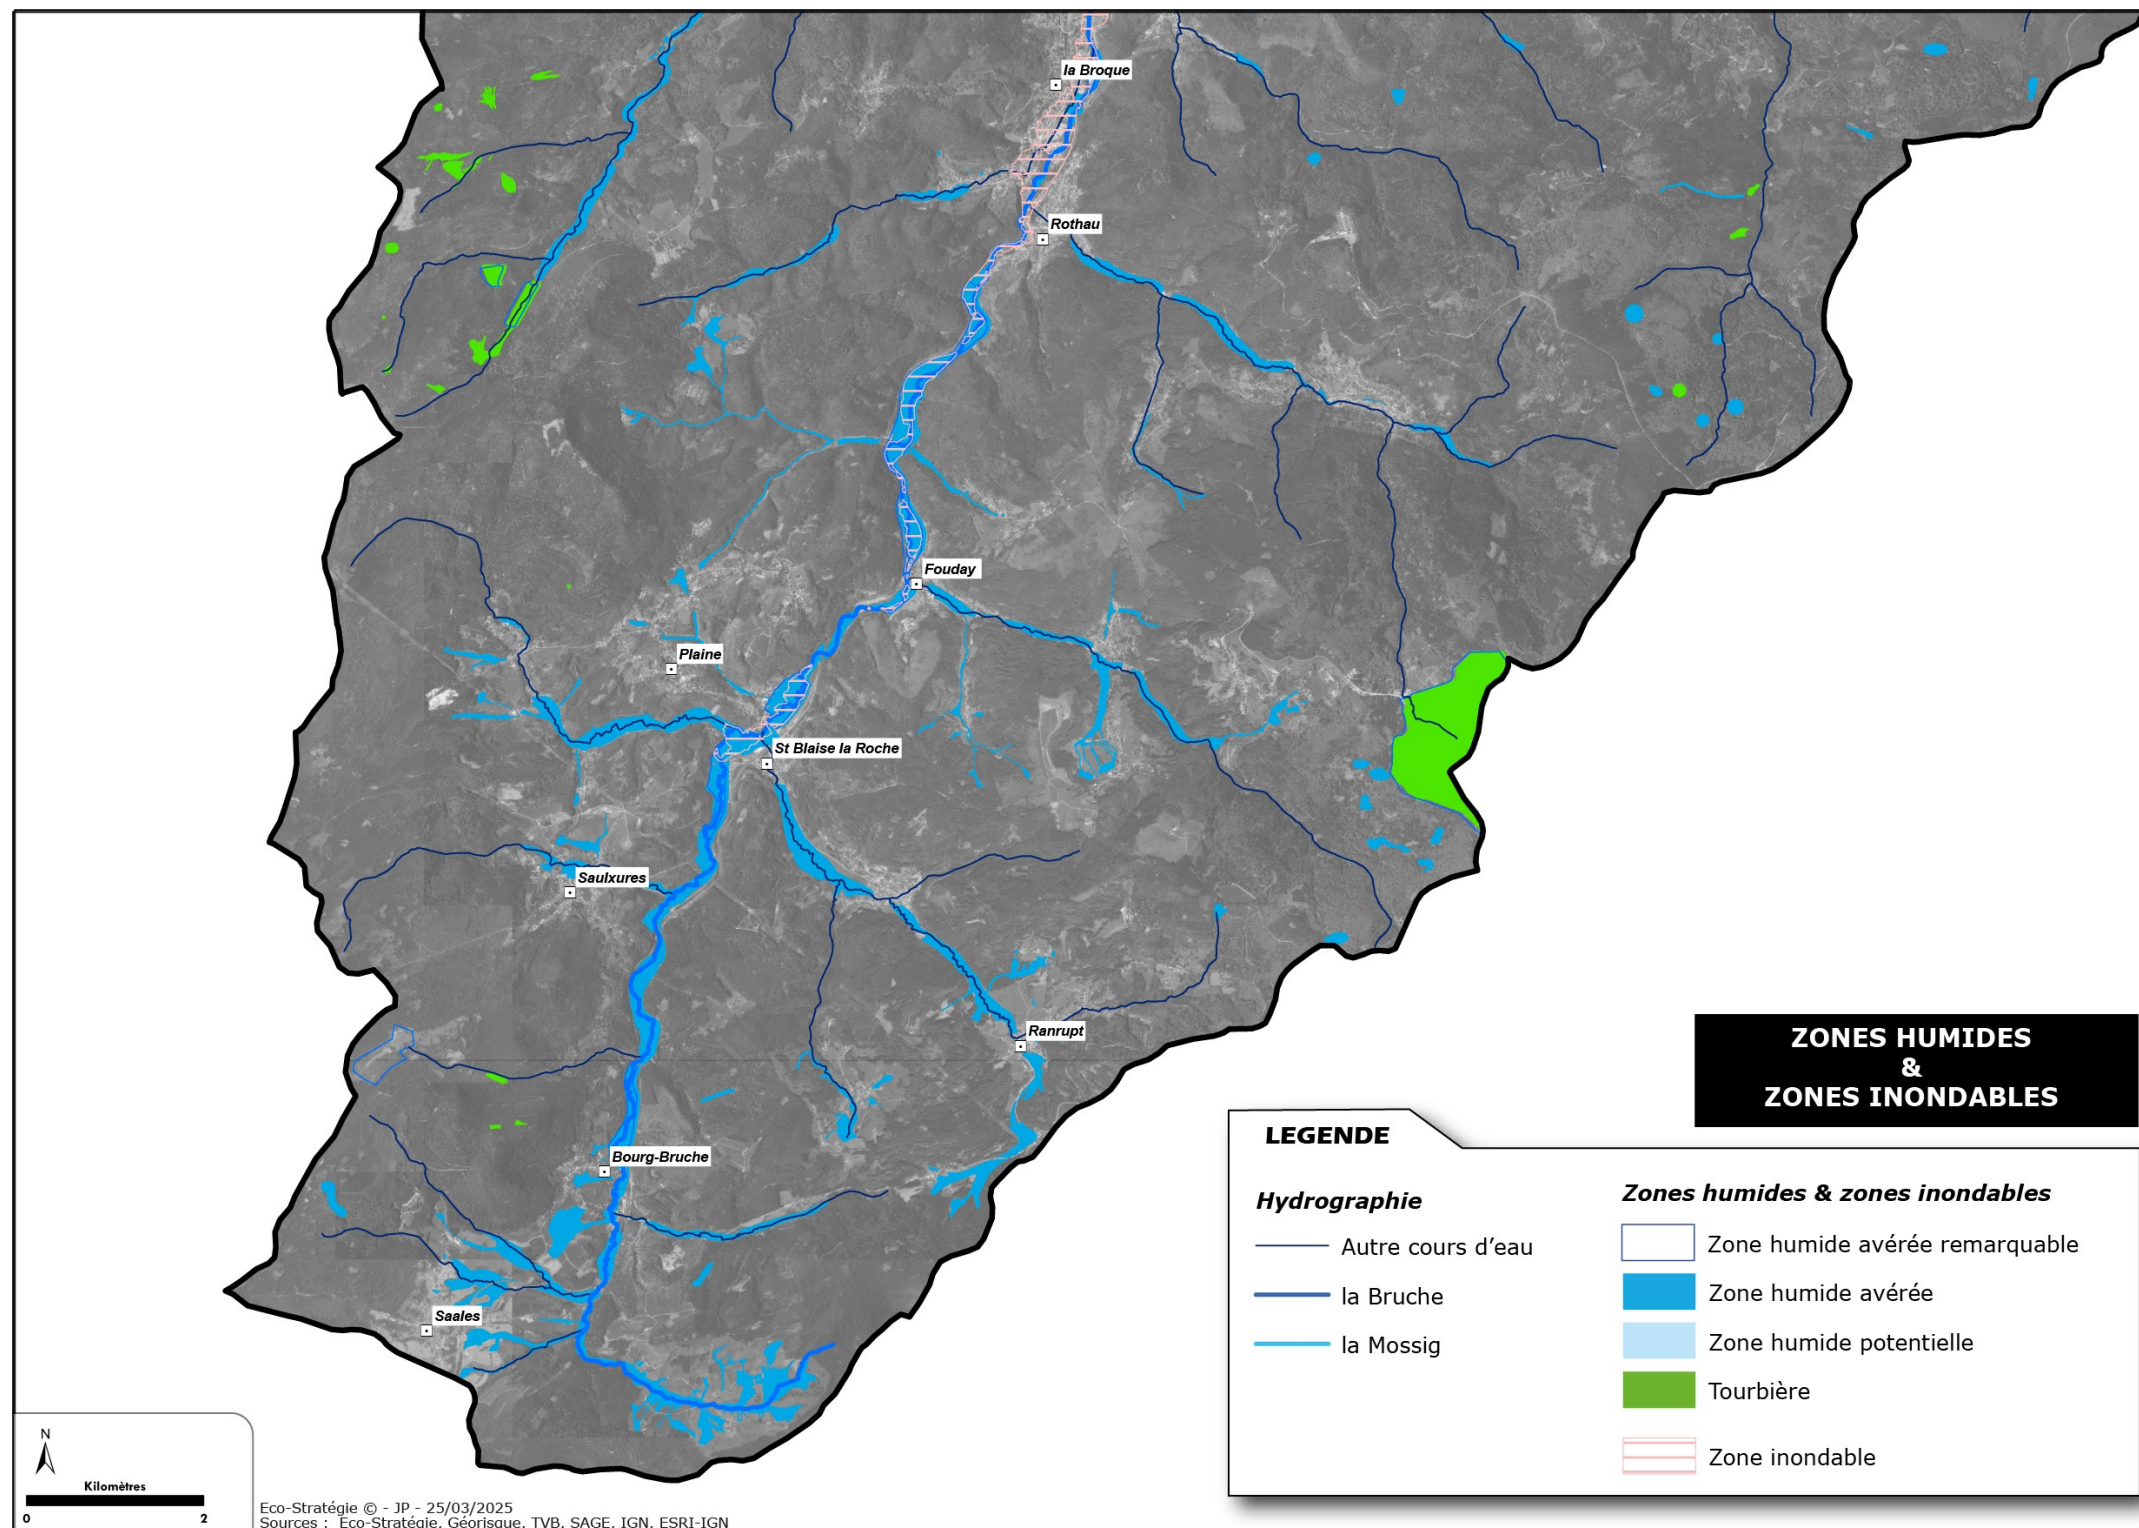 la Broque
Rothau
Fouday
Plaine
St Blaise la Roche
Saulxures
Ranrupt
Bourg-Bruche
Saales
ZONES HUMIDES
&
ZONES INONDABLES
LEGENDE
Hydrographie
Autre cours d’eau
la Bruche
la Mossig
Zones humides & zones inondables
Zone humide avérée remarquable
Zone humide avérée
Zone humide potentielle
Tourbière
Zone inondable
N
Kilomètres
0 2
Eco-Stratégie © - JP - 25/03/2025
Sources : Eco-Stratégie, Géorisque, TVB, SAGE, IGN, ESRI-IGN